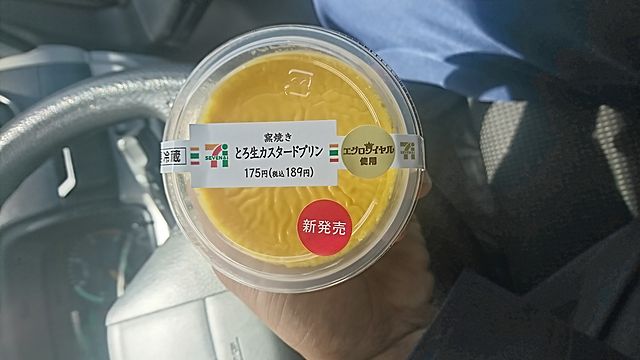 窯焼き
冷蔵
7
SEVEN&i
とろ生カスタードプリン
175円(税込189円)
エグロワイヤル
使用
7
新発売